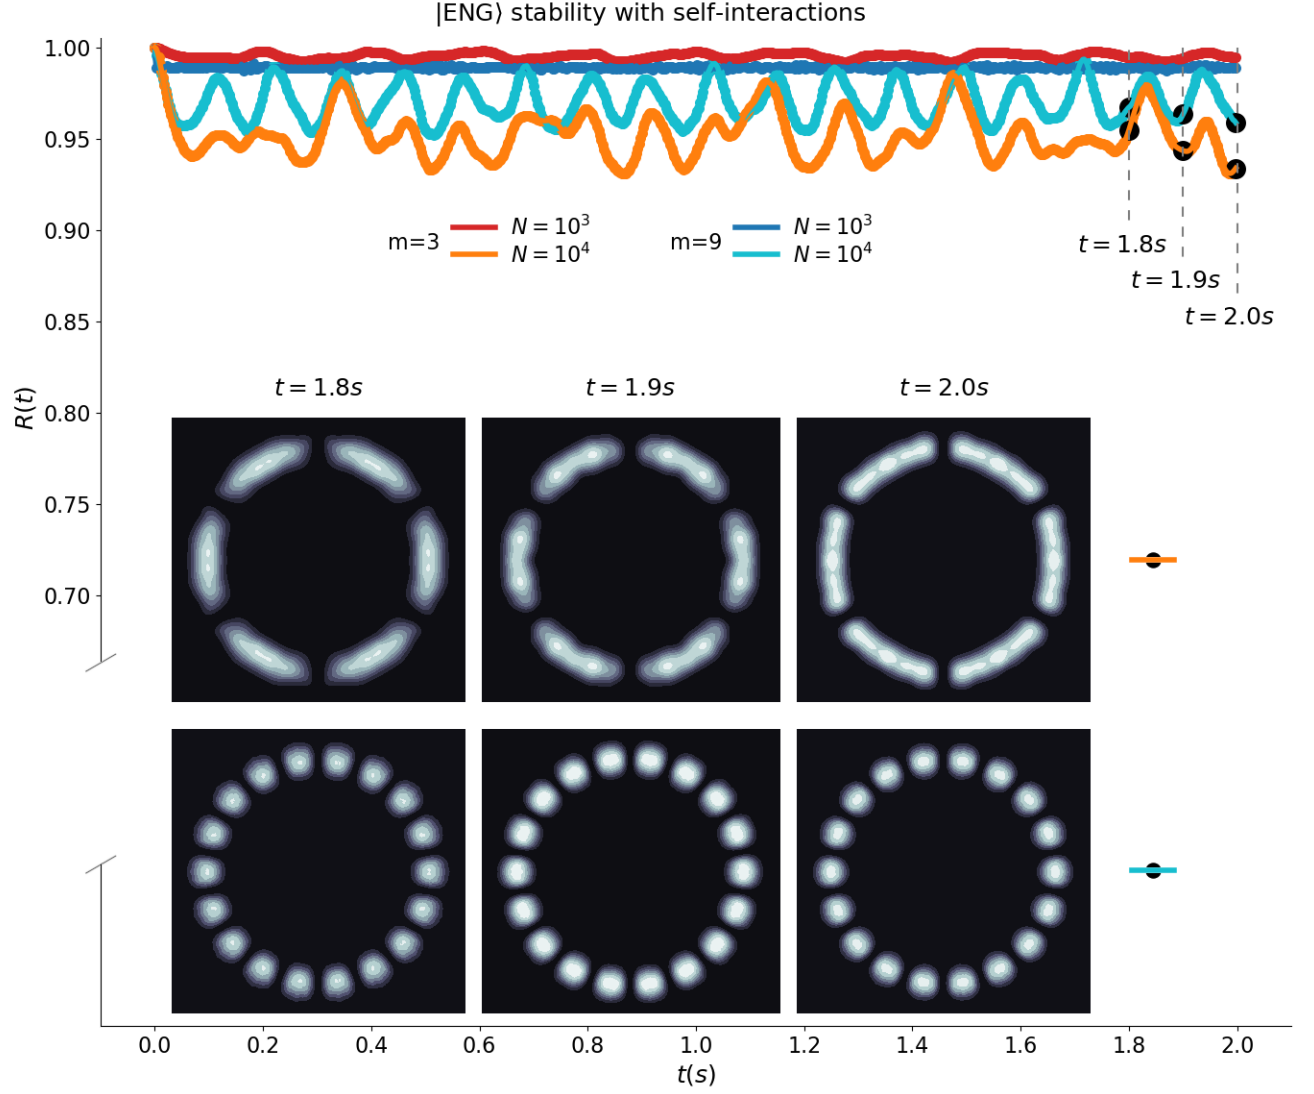 |ENG⟩ stability with self-interactions
1.00
0.95
0.90
0.85
0.80
0.75
0.70
R(t)
m=3
N = 10³
N = 10⁴
m=9
N = 10³
N = 10⁴
t = 1.8s
t = 1.9s
t = 2.0s
t = 1.8s
t = 1.9s
t = 2.0s
0.0 0.2 0.4 0.6 0.8 1.0 1.2 1.4 1.6 1.8 2.0
t(s)